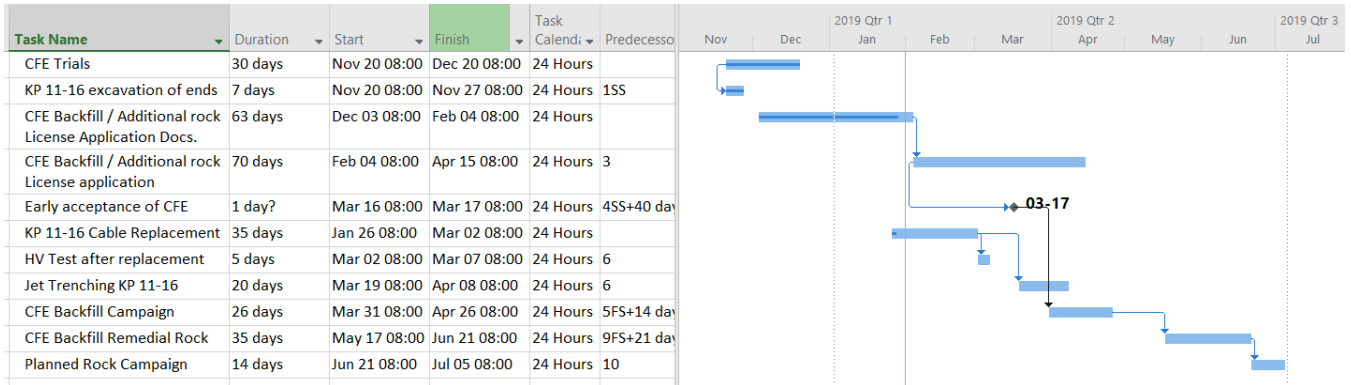 2019 Qtr 1 2019 Qtr 2 2019 Qtr 3
Task
Task Name Duration Start Finish Calenda Predecesso Nov Dec Jan Feb Mar Apr May Jun Jul
CFE Trials 30 days Nov 20 08:00 Dec 20 08:00 24 Hours
KP 11-16 excavation of ends 7 days Nov 20 08:00 Nov 27 08:00 24 Hours 1SS
CFE Backfill / Additional rock 63 days Dec 03 08:00 Feb 04 08:00 24 Hours
License Application Docs.
CFE Backfill / Additional rock 70 days Feb 04 08:00 Apr 15 08:00 24 Hours 3
License application
Early acceptance of CFE 1 day? Mar 16 08:00 Mar 17 08:00 24 Hours 4SS+40 day 03-17
KP 11-16 Cable Replacement 35 days Jan 26 08:00 Mar 02 08:00 24 Hours
HV Test after replacement 5 days Mar 02 08:00 Mar 07 08:00 24 Hours 6
Jet Trenching KP 11-16 20 days Mar 19 08:00 Apr 08 08:00 24 Hours 6
CFE Backfill Campaign 26 days Mar 31 08:00 Apr 26 08:00 24 Hours 5FS+14 day
CFE Backfill Remedial Rock 35 days May 17 08:00 Jun 21 08:00 24 Hours 9FS+21 day
Planned Rock Campaign 14 days Jun 21 08:00 Jul 05 08:00 24 Hours 10